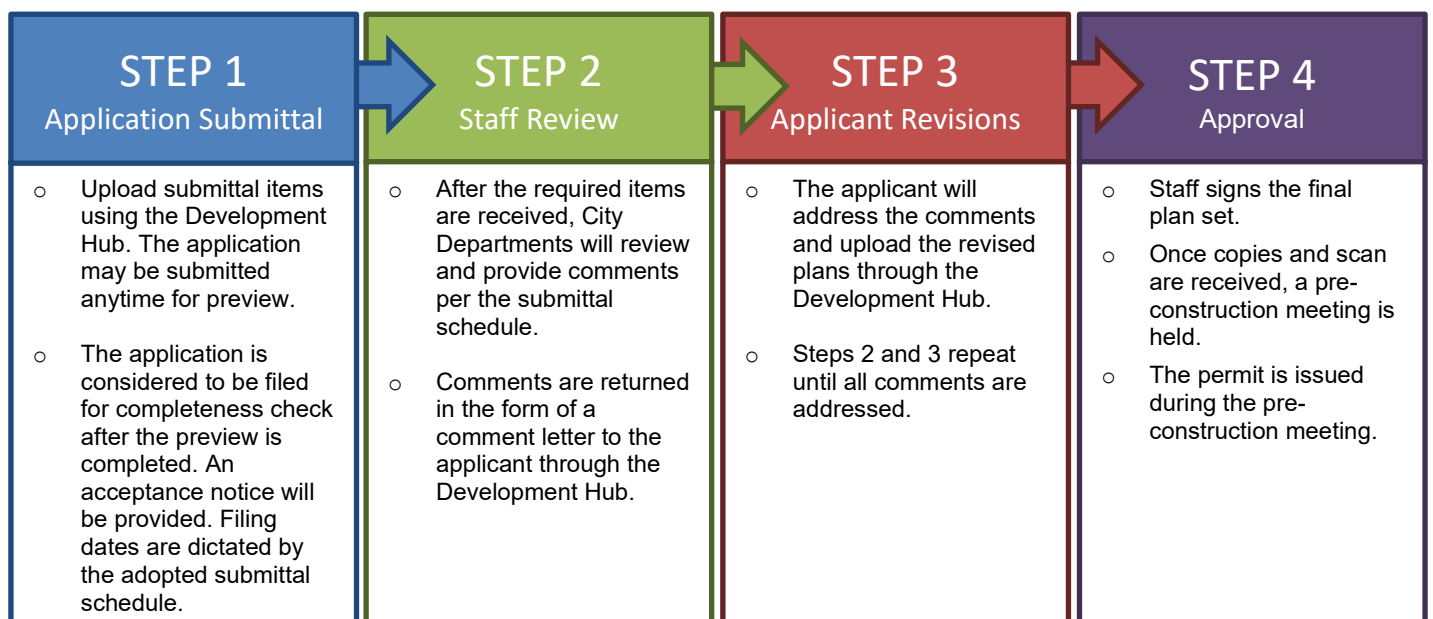 STEP 1
Application Submittal
○ Upload submittal items
using the Development
Hub. The application
may be submitted
anytime for preview.
○ The application is
considered to be filed
for completeness check
after the preview is
completed. An
acceptance notice will
be provided. Filing
dates are dictated by
the adopted submittal
schedule.
STEP 2
Staff Review
○ After the required items
are received, City
Departments will review
and provide comments
per the submittal
schedule.
○ Comments are returned
in the form of a
comment letter to the
applicant through the
Development Hub.
STEP 3
Applicant Revisions
○ The applicant will
address the comments
and upload the revised
plans through the
Development Hub.
○ Steps 2 and 3 repeat
until all comments are
addressed.
STEP 4
Approval
○ Staff signs the final
plan set.
○ Once copies and scan
are received, a pre-
construction meeting is
held.
○ The permit is issued
during the pre-
construction meeting.